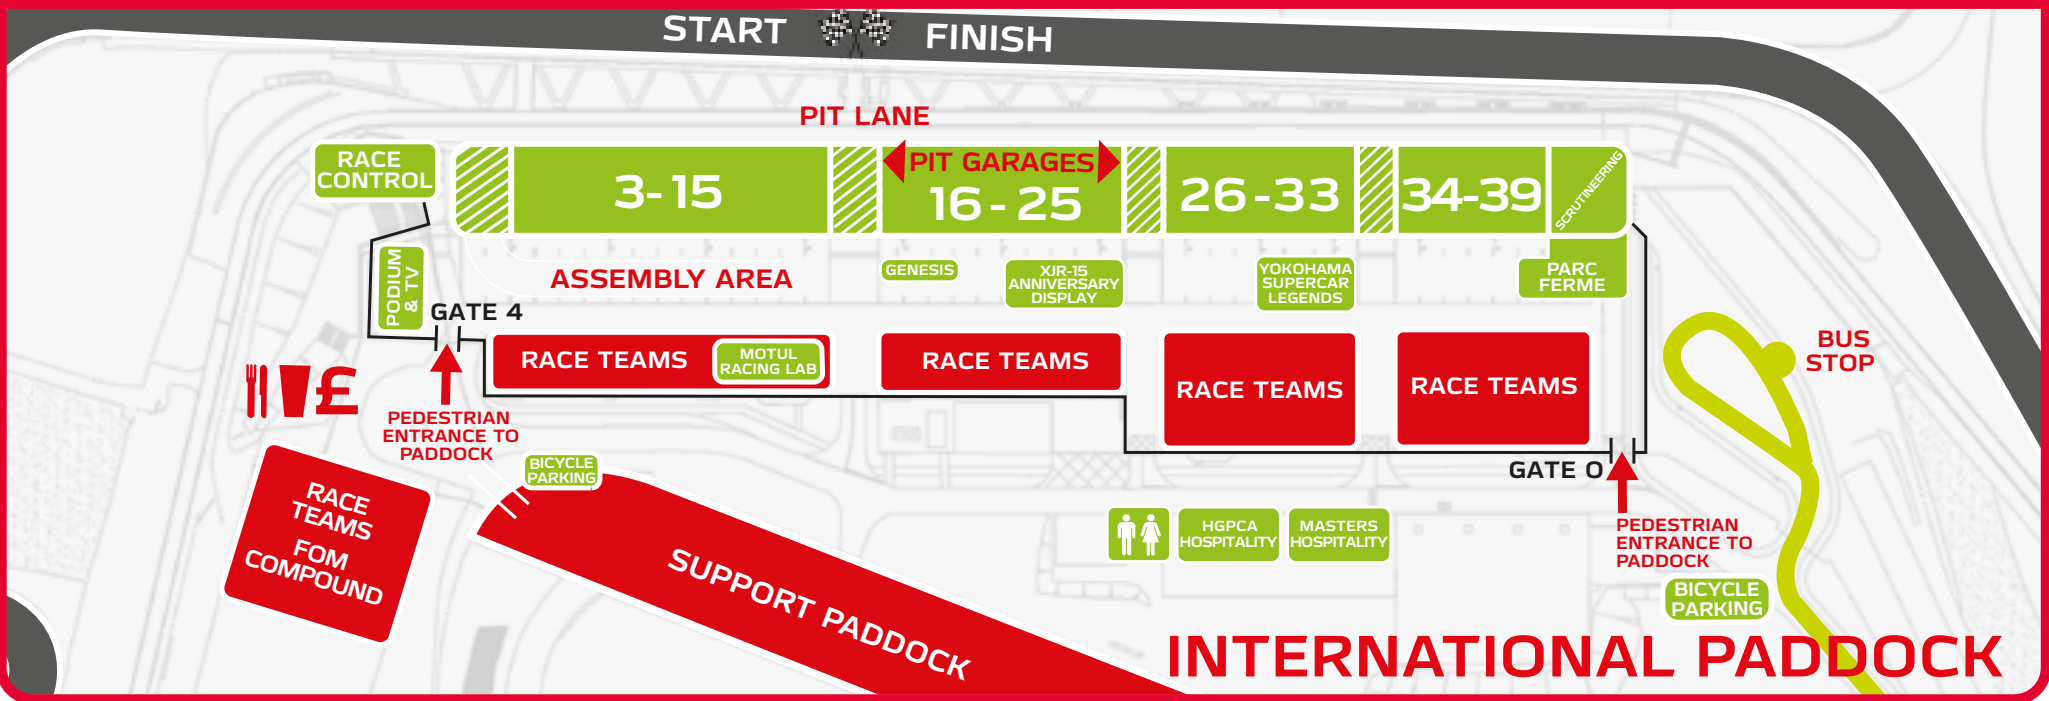 START
FINISH
PIT LANE
RACE
CONTROL
3-15
PIT GARAGES
16 - 25
26 -33
34-39
SCRUTINEERING
PODIUM
& TV
ASSEMBLY AREA
GENESIS
XJR-15
ANNIVERSARY
DISPLAY
YOKOHAMA
SUPERCAR
LEGENDS
PARC
FERME
GATE 4
RACE TEAMS
MOTUL
RACING LAB
RACE TEAMS
RACE TEAMS
RACE TEAMS
BUS
STOP
£
PEDESTRIAN
ENTRANCE TO
PADDOCK
BICYCLE
PARKING
GATE 0
RACE
TEAMS
FOM
COMPOUND
SUPPORT PADDOCK
HGPCA
HOSPITALITY
MASTERS
HOSPITALITY
PEDESTRIAN
ENTRANCE TO
PADDOCK
BICYCLE
PARKING
INTERNATIONAL PADDOCK